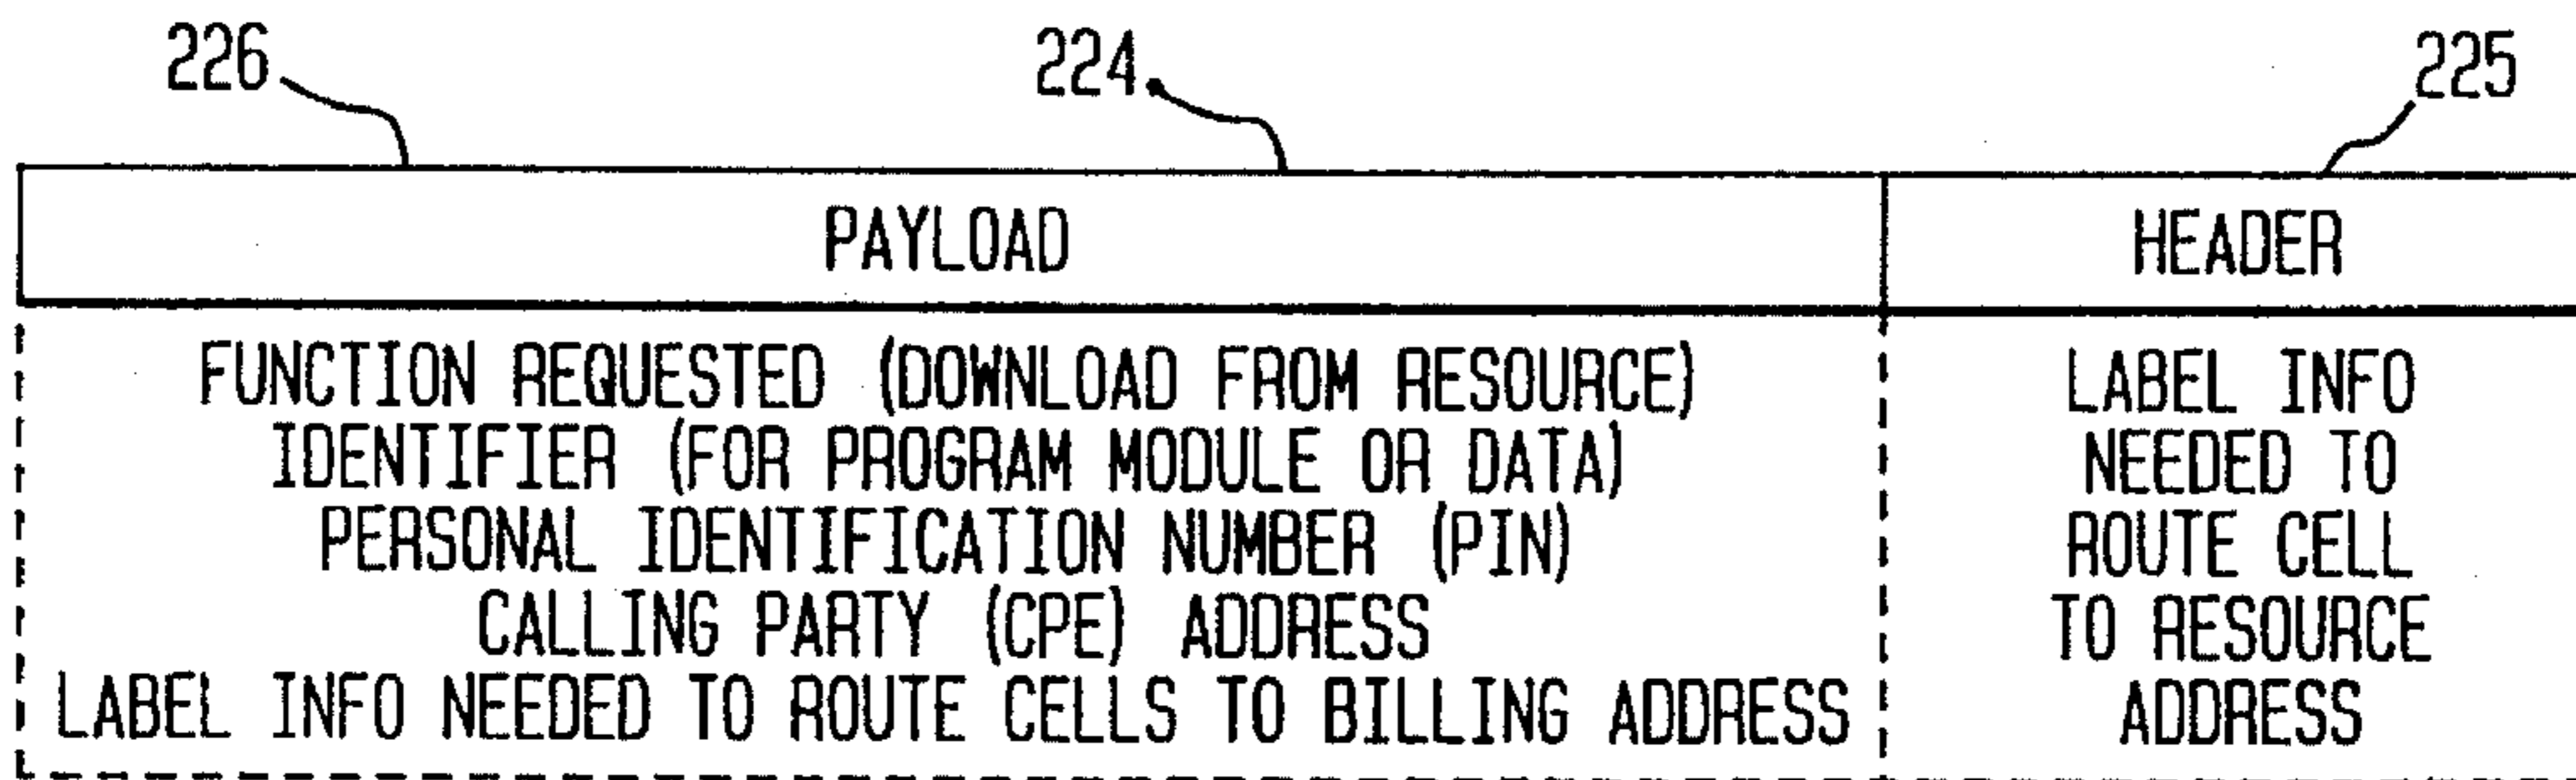 226 224 225
PAYLOAD HEADER
FUNCTION REQUESTED (DOWNLOAD FROM RESOURCE)
IDENTIFIER (FOR PROGRAM MODULE OR DATA)
PERSONAL IDENTIFICATION NUMBER (PIN)
CALLING PARTY (CPE) ADDRESS
LABEL INFO NEEDED TO ROUTE CELLS TO BILLING ADDRESS
LABEL INFO
NEEDED TO
ROUTE CELL
TO RESOURCE
ADDRESS